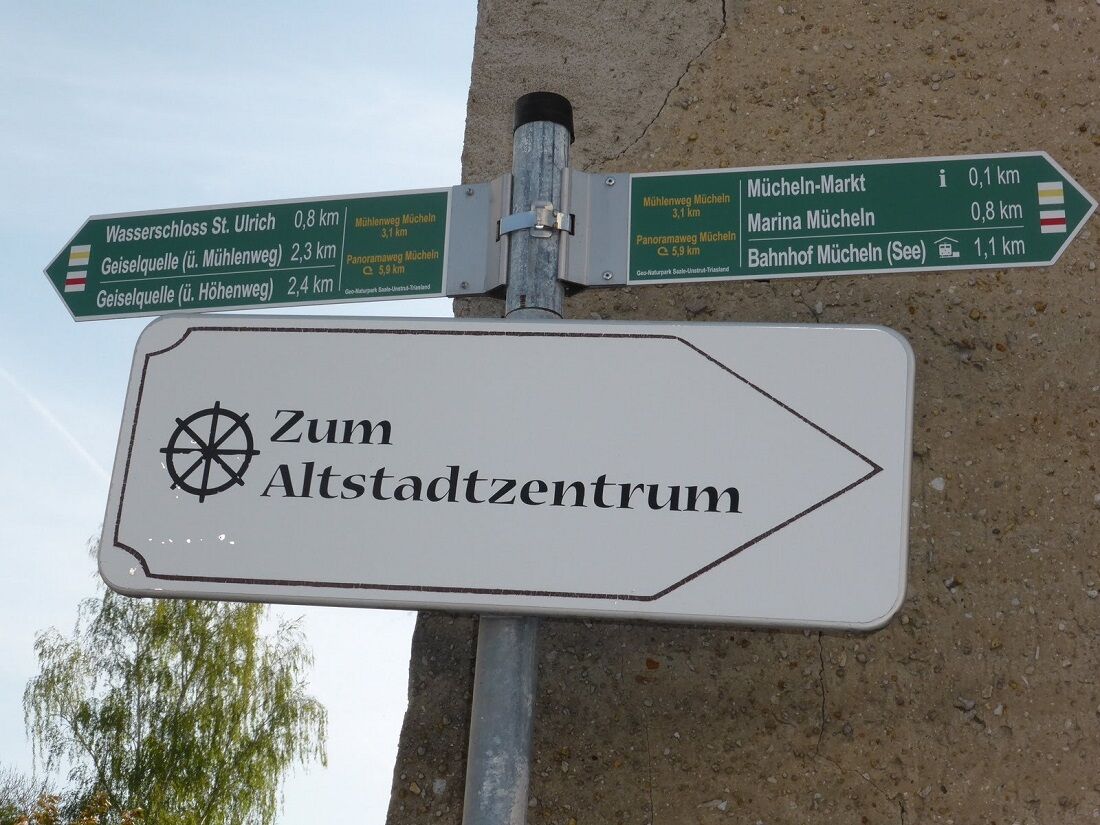 Wasserschloss St. Ulrich 0,8 km
Geiselquelle (ü. Mühlenweg) 2,3 km
Geiselquelle (ü. Höhenweg) 2,4 km
Mühlenweg Mücheln
3,1 km
Panoramaweg Mücheln
5,9 km
Geo-Naturpark Saale-Unstrut-Triasland
Mühlenweg Mücheln
3,1 km
Panoramaweg Mücheln
5,9 km
Geo-Naturpark Saale-Unstrut-Triasland
Mücheln-Markt i 0,1 km
Marina Mücheln 0,8 km
Bahnhof Mücheln (See) 1,1 km
Zum
Altstadtzentrum